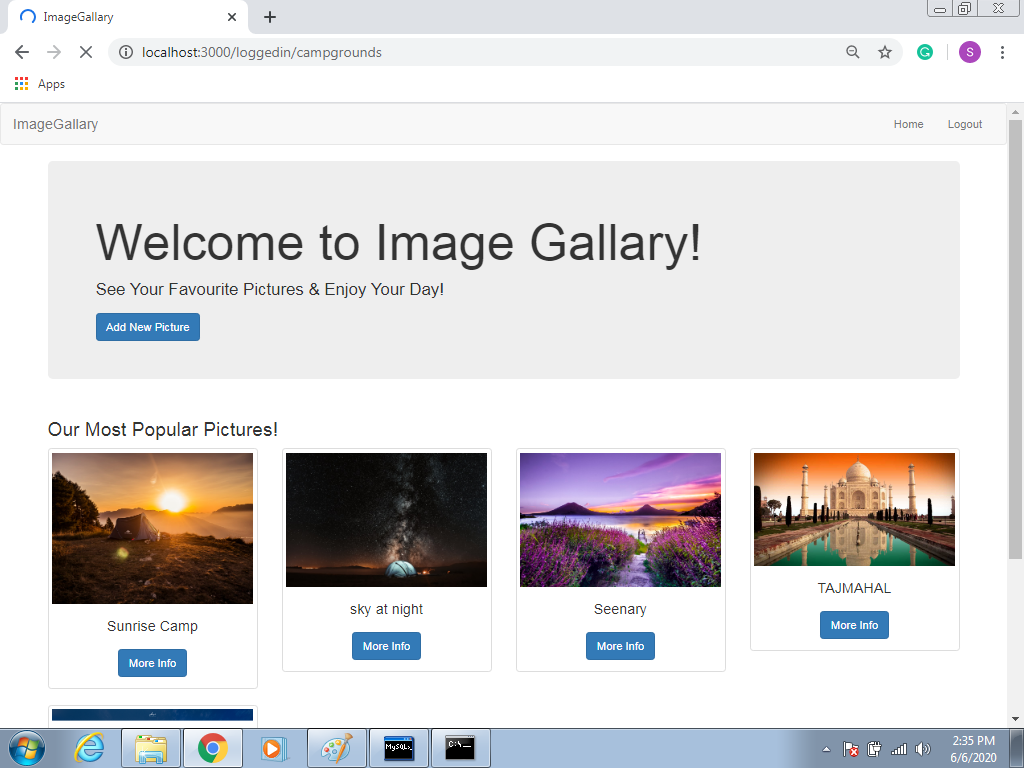 ImageGallary
localhost:3000/loggedin/campgrounds
S
Apps
ImageGallary
Home
Logout
Welcome to Image Gallary!
See Your Favourite Pictures & Enjoy Your Day!
Add New Picture
Our Most Popular Pictures!
Sunrise Camp
More Info
sky at night
More Info
Seenary
More Info
TAJMAHAL
More Info
2:35 PM
6/6/2020